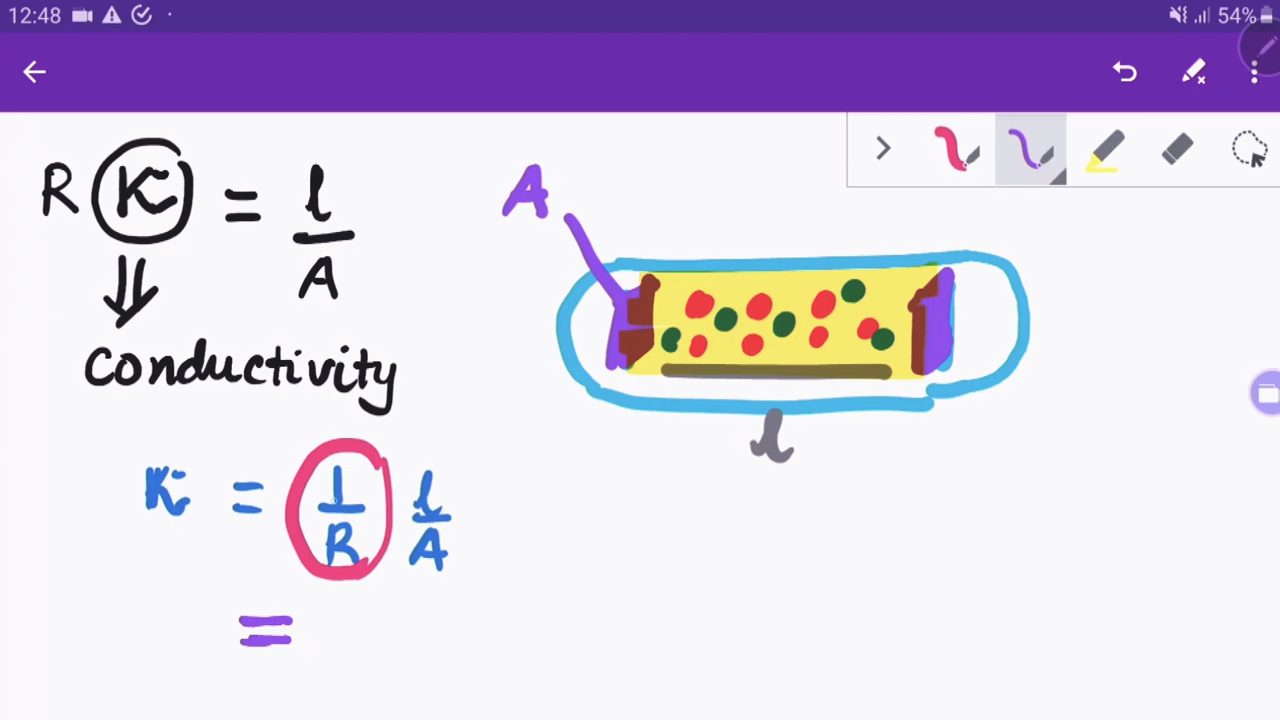 12:48
54%
R K = l/A
A
⇓
Conductivity
l
K = 1/R l/A
=